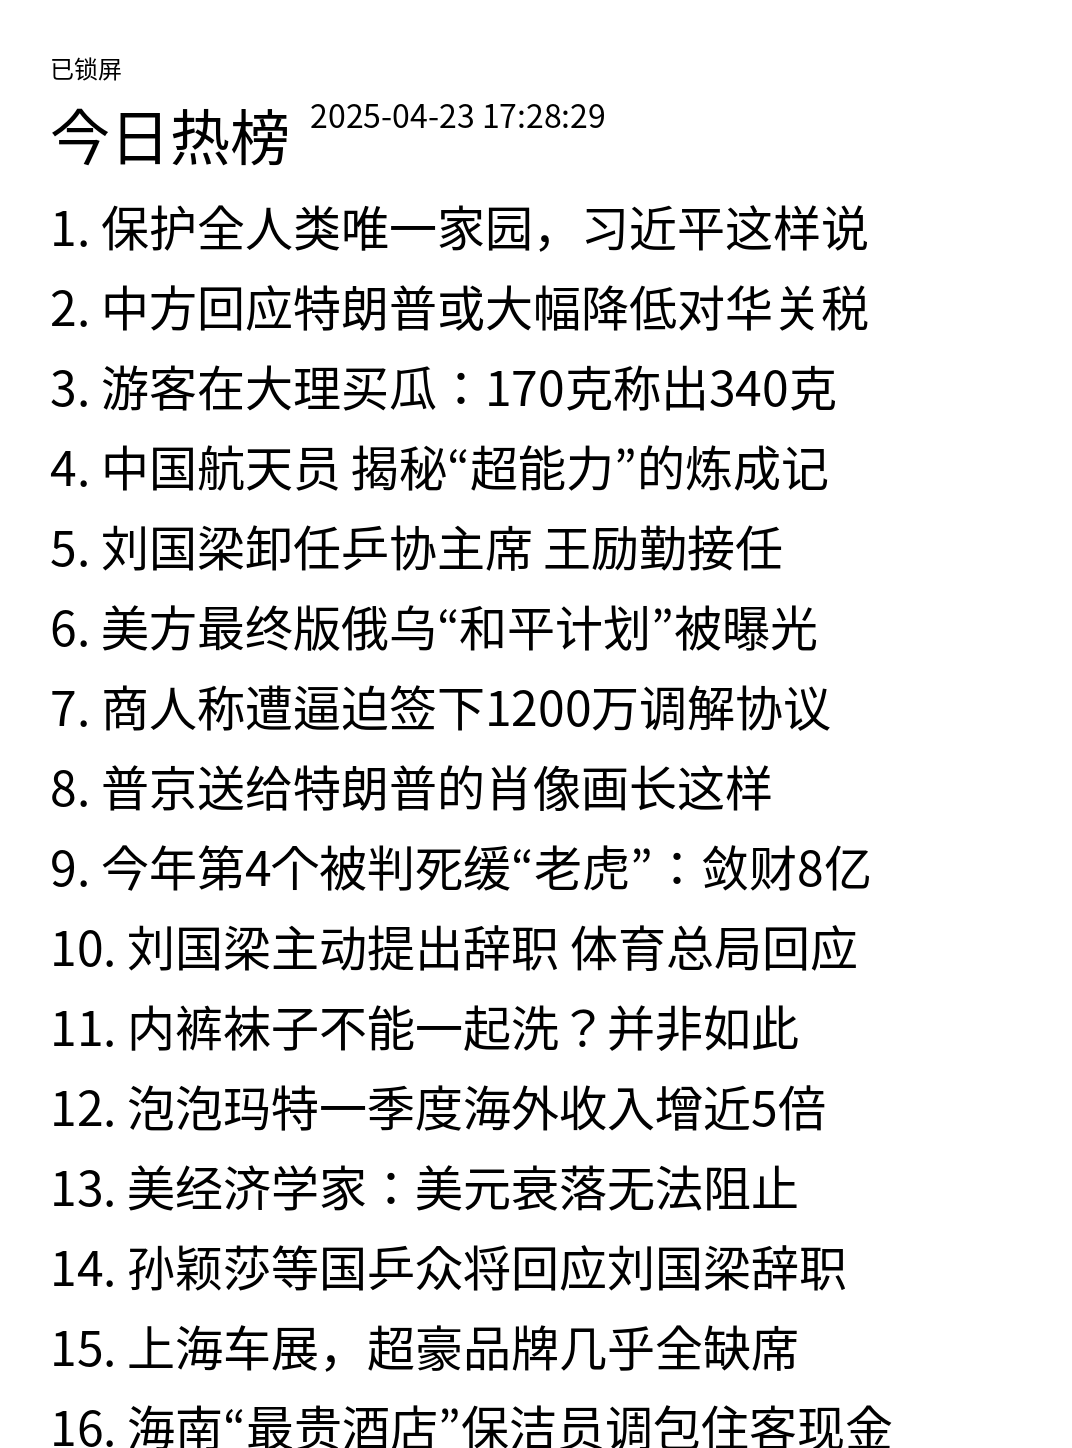 已锁屏
今日热榜 2025-04-23 17:28:29
1. 保护全人类唯一家园，习近平这样说
2. 中方回应特朗普或大幅降低对华关税
3. 游客在大理买瓜：170克称出340克
4. 中国航天员 揭秘“超能力”的炼成记
5. 刘国梁卸任乒协主席 王励勤接任
6. 美方最终版俄乌“和平计划”被曝光
7. 商人称遭逼迫签下1200万调解协议
8. 普京送给特朗普的肖像画长这样
9. 今年第4个被判死缓“老虎”：敛财8亿
10. 刘国梁主动提出辞职 体育总局回应
11. 内裤袜子不能一起洗？并非如此
12. 泡泡玛特一季度海外收入增近5倍
13. 美经济学家：美元衰落无法阻止
14. 孙颖莎等国乒众将回应刘国梁辞职
15. 上海车展，超豪品牌几乎全缺席
16. 海南“最贵酒店”保洁员调包住客现金